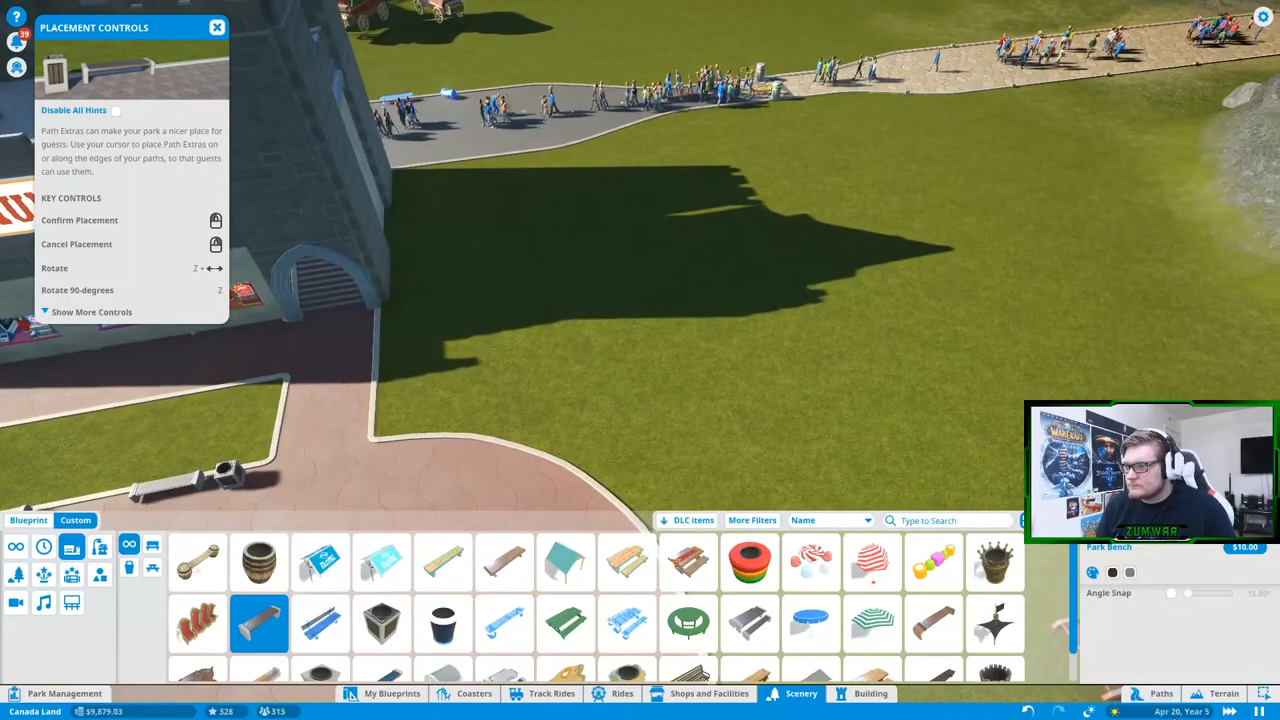 ?
39
PLACEMENT CONTROLS
Disable All Hints
Path Extras can make your park a nicer place for
guests. Use your cursor to place Path Extras on
or along the edges of your paths, so that guests
can use them.
KEY CONTROLS
Confirm Placement
Cancel Placement
Rotate Z +
Rotate 90-degrees Z
Show More Controls
WARCRAFT
ZUMWAR
Blueprint Custom DLC items More Filters Name Type to Search
Park Bench $10.00
Angle Snap 15.00°
Park Management My Blueprints Coasters Track Rides Rides Shops and Facilities Scenery Building Paths Terrain
Canada Land $9,879.03 328 313 Apr 20, Year 5